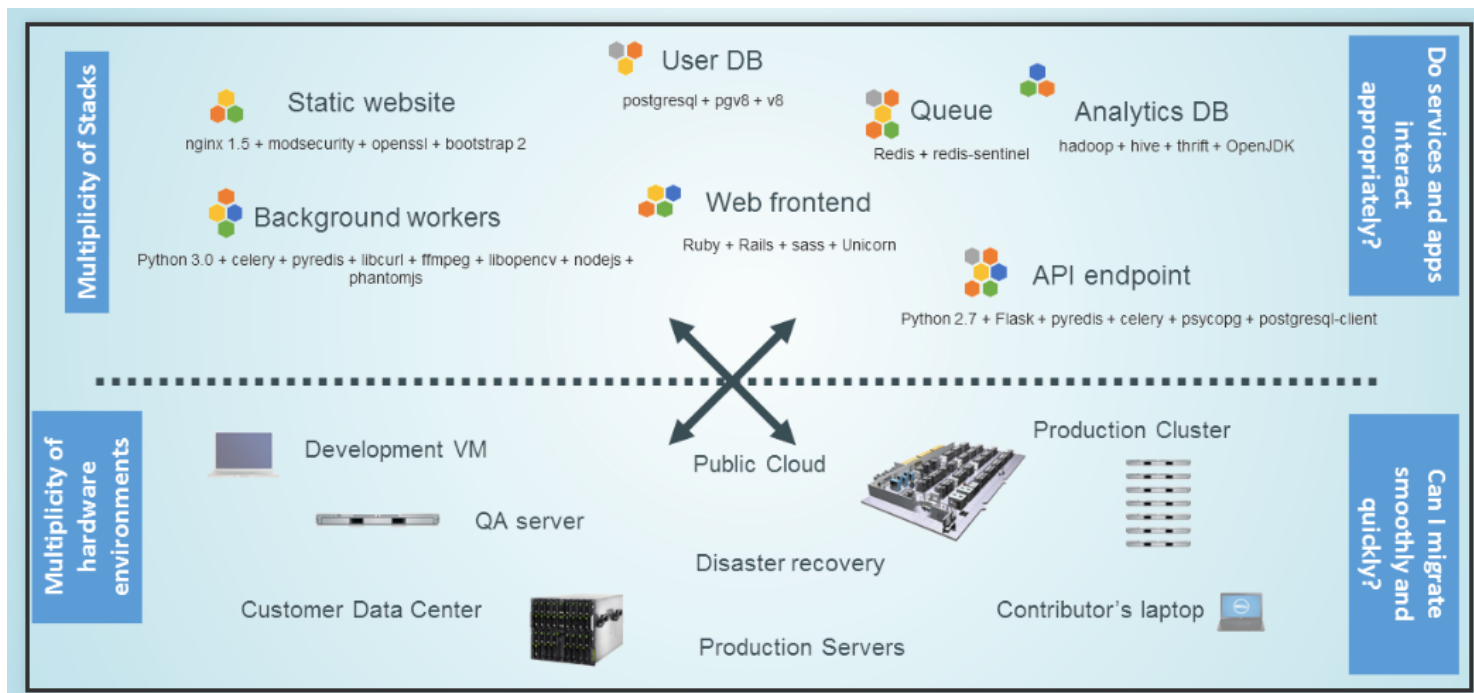 Multiplicity of Stacks
Static website
nginx 1.5 + modsecurity + openssl + bootstrap 2
User DB
postgresql + pgv8 + v8
Queue
Redis + redis-sentinel
Analytics DB
hadoop + hive + thrift + OpenJDK
Do services and apps
interact
appropriately?
Background workers
Python 3.0 + celery + pyredis + libcurl + ffmpeg + libopencv + nodejs +
phantomjs
Web frontend
Ruby + Rails + sass + Unicorn
API endpoint
Python 2.7 + Flask + pyredis + celery + psycopg + postgresql-client
Multiplicity of
hardware
environments
Development VM
QA server
Customer Data Center
Public Cloud
Disaster recovery
Production Servers
Production Cluster
Contributor's laptop
DELL
Can I migrate
smoothly and
quickly?